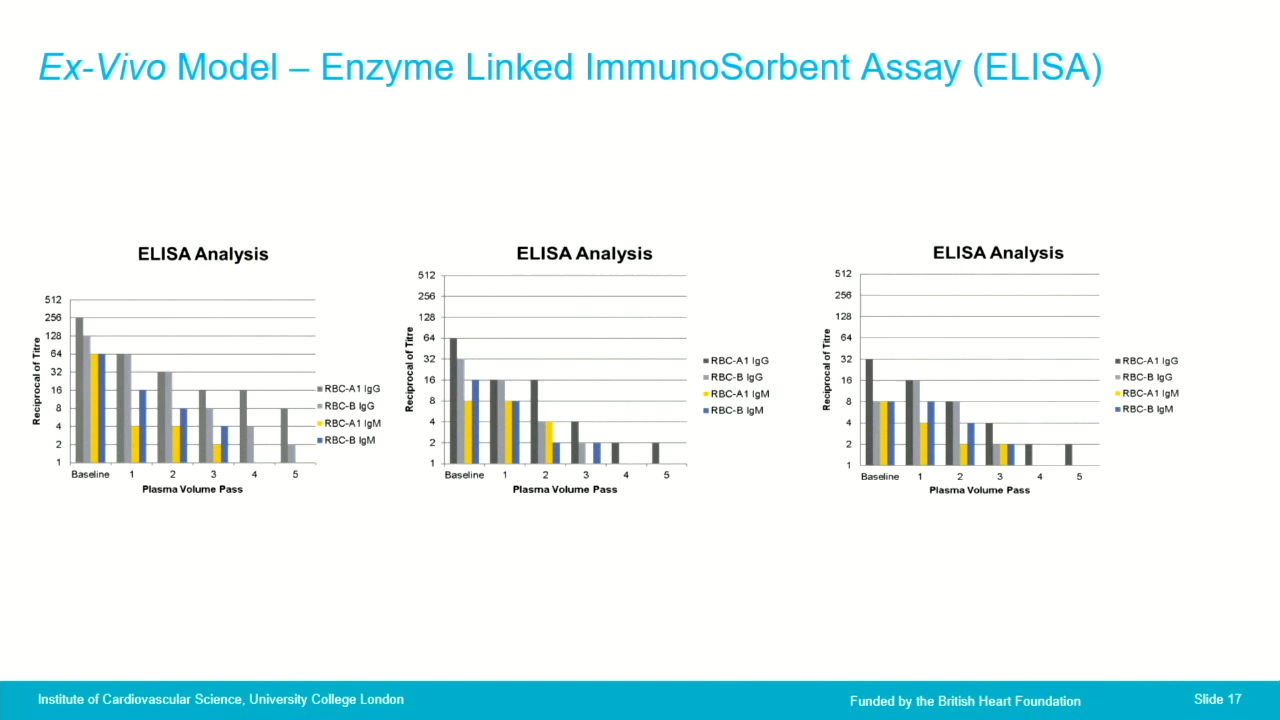 Ex-Vivo Model – Enzyme Linked ImmunoSorbent Assay (ELISA)
ELISA Analysis
Reciprocal of Titre
512
256
128
64
32
16
8
4
2
1
Baseline 1 2 3 4 5
Plasma Volume Pass
RBC-A1 IgG
RBC-B IgG
RBC-A1 IgM
RBC-B IgM
ELISA Analysis
Reciprocal of Titre
512
256
128
64
32
16
8
4
2
1
Baseline 1 2 3 4 5
Plasma Volume Pass
RBC-A1 IgG
RBC-B IgG
RBC-A1 IgM
RBC-B IgM
ELISA Analysis
Reciprocal of Titre
512
256
128
64
32
16
8
4
2
1
Baseline 1 2 3 4 5
Plasma Volume Pass
RBC-A1 IgG
RBC-B IgG
RBC-A1 IgM
RBC-B IgM
Institute of Cardiovascular Science, University College London
Funded by the British Heart Foundation
Slide 17